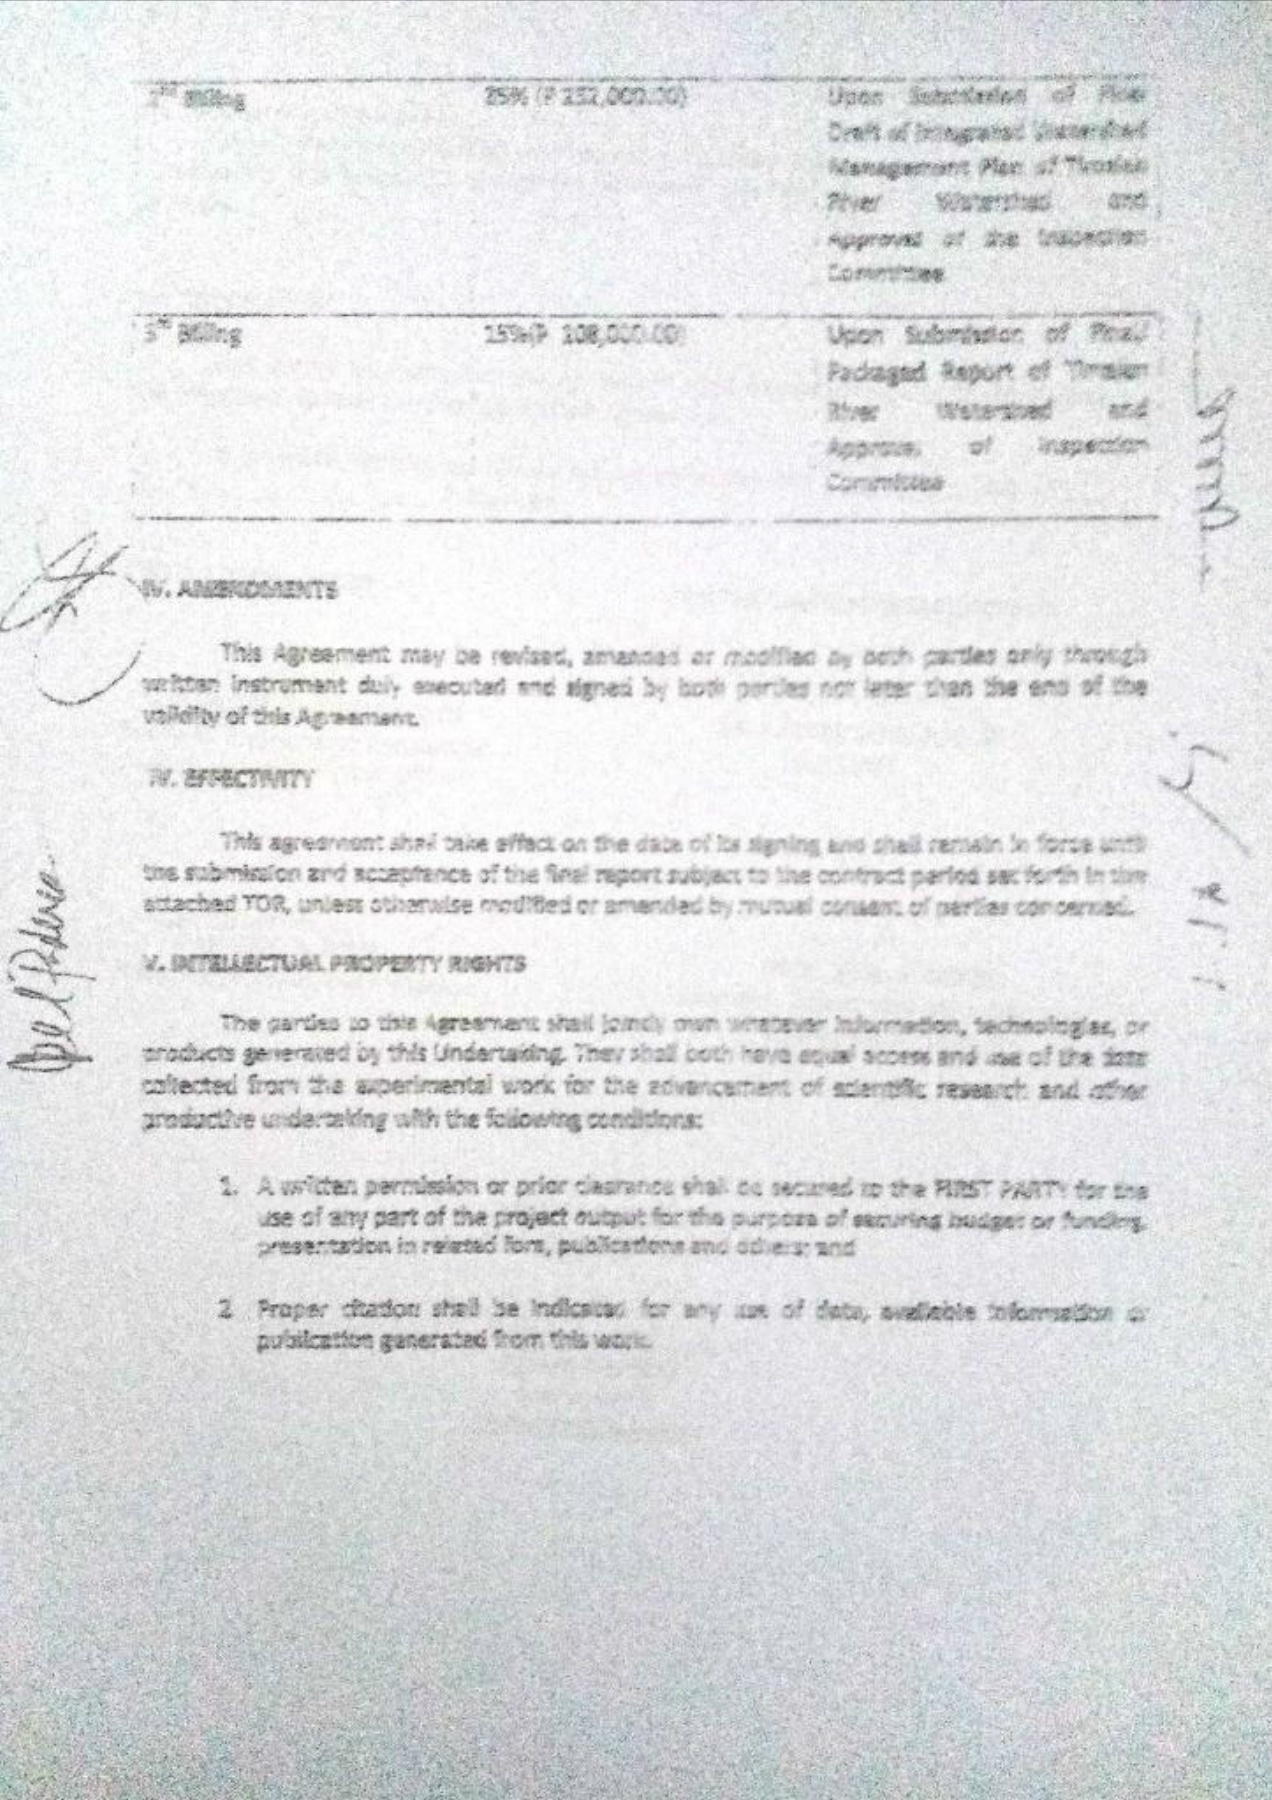 Billing
Upon Submission of Final
Draft of Integrated Watershed
Management Plan of
River Watershed and
Approval of the Inspection
Committee
3rd Billing 15%(P 108,000.00)
Upon Submission of Final/
Packaged Report of
River Watershed and
Approval of Inspection
Committee
IV. AMENDMENTS
This Agreement may be revised, amended or modified by both parties only through
written instrument duly executed and signed by both parties not later than the end of the
validity of this Agreement.
IV. EFFECTIVITY
This agreement shall take effect on the date of its signing and shall remain in force until
the submission and acceptance of the final report subject to the contract period set forth in the
attached TOR, unless otherwise modified or amended by mutual consent of parties concerned.
V. INTELLECTUAL PROPERTY RIGHTS
The parties to this Agreement shall jointly own whatever information, technologies, or
products generated by this Undertaking. They shall both have equal access and use of the data
collected from the experimental work for the advancement of scientific research and other
productive undertaking with the following conditions:
1. A written permission or prior clearance shall be secured to the FIRST PARTY for the
use of any part of the project output for the purpose of securing budget or funding,
presentation in related fora, publications and others; and
2 Proper citation shall be indicated for any use of data, available information or
publication generated from this work.